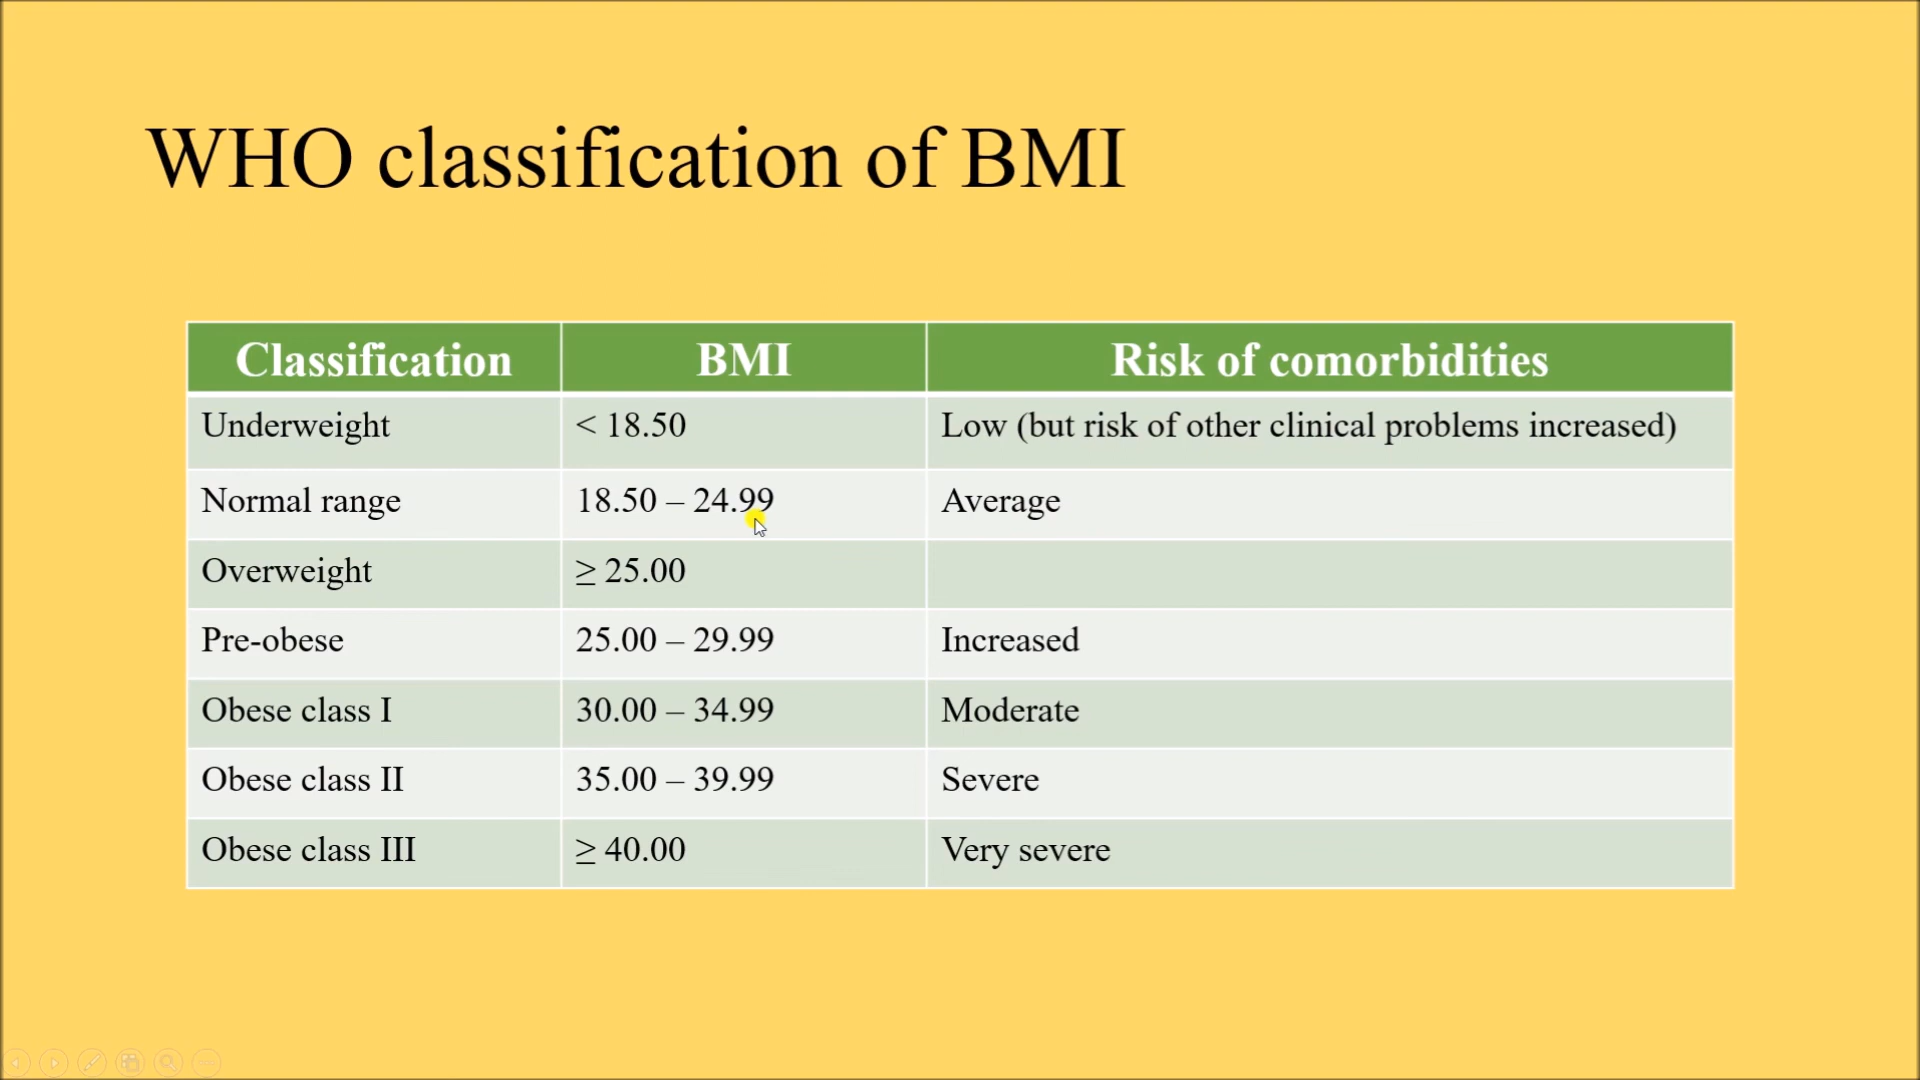 WHO classification of BMI
Classification BMI Risk of comorbidities
Underweight < 18.50 Low (but risk of other clinical problems increased)
Normal range 18.50 – 24.99 Average
Overweight ≥ 25.00
Pre-obese 25.00 – 29.99 Increased
Obese class I 30.00 – 34.99 Moderate
Obese class II 35.00 – 39.99 Severe
Obese class III ≥ 40.00 Very severe